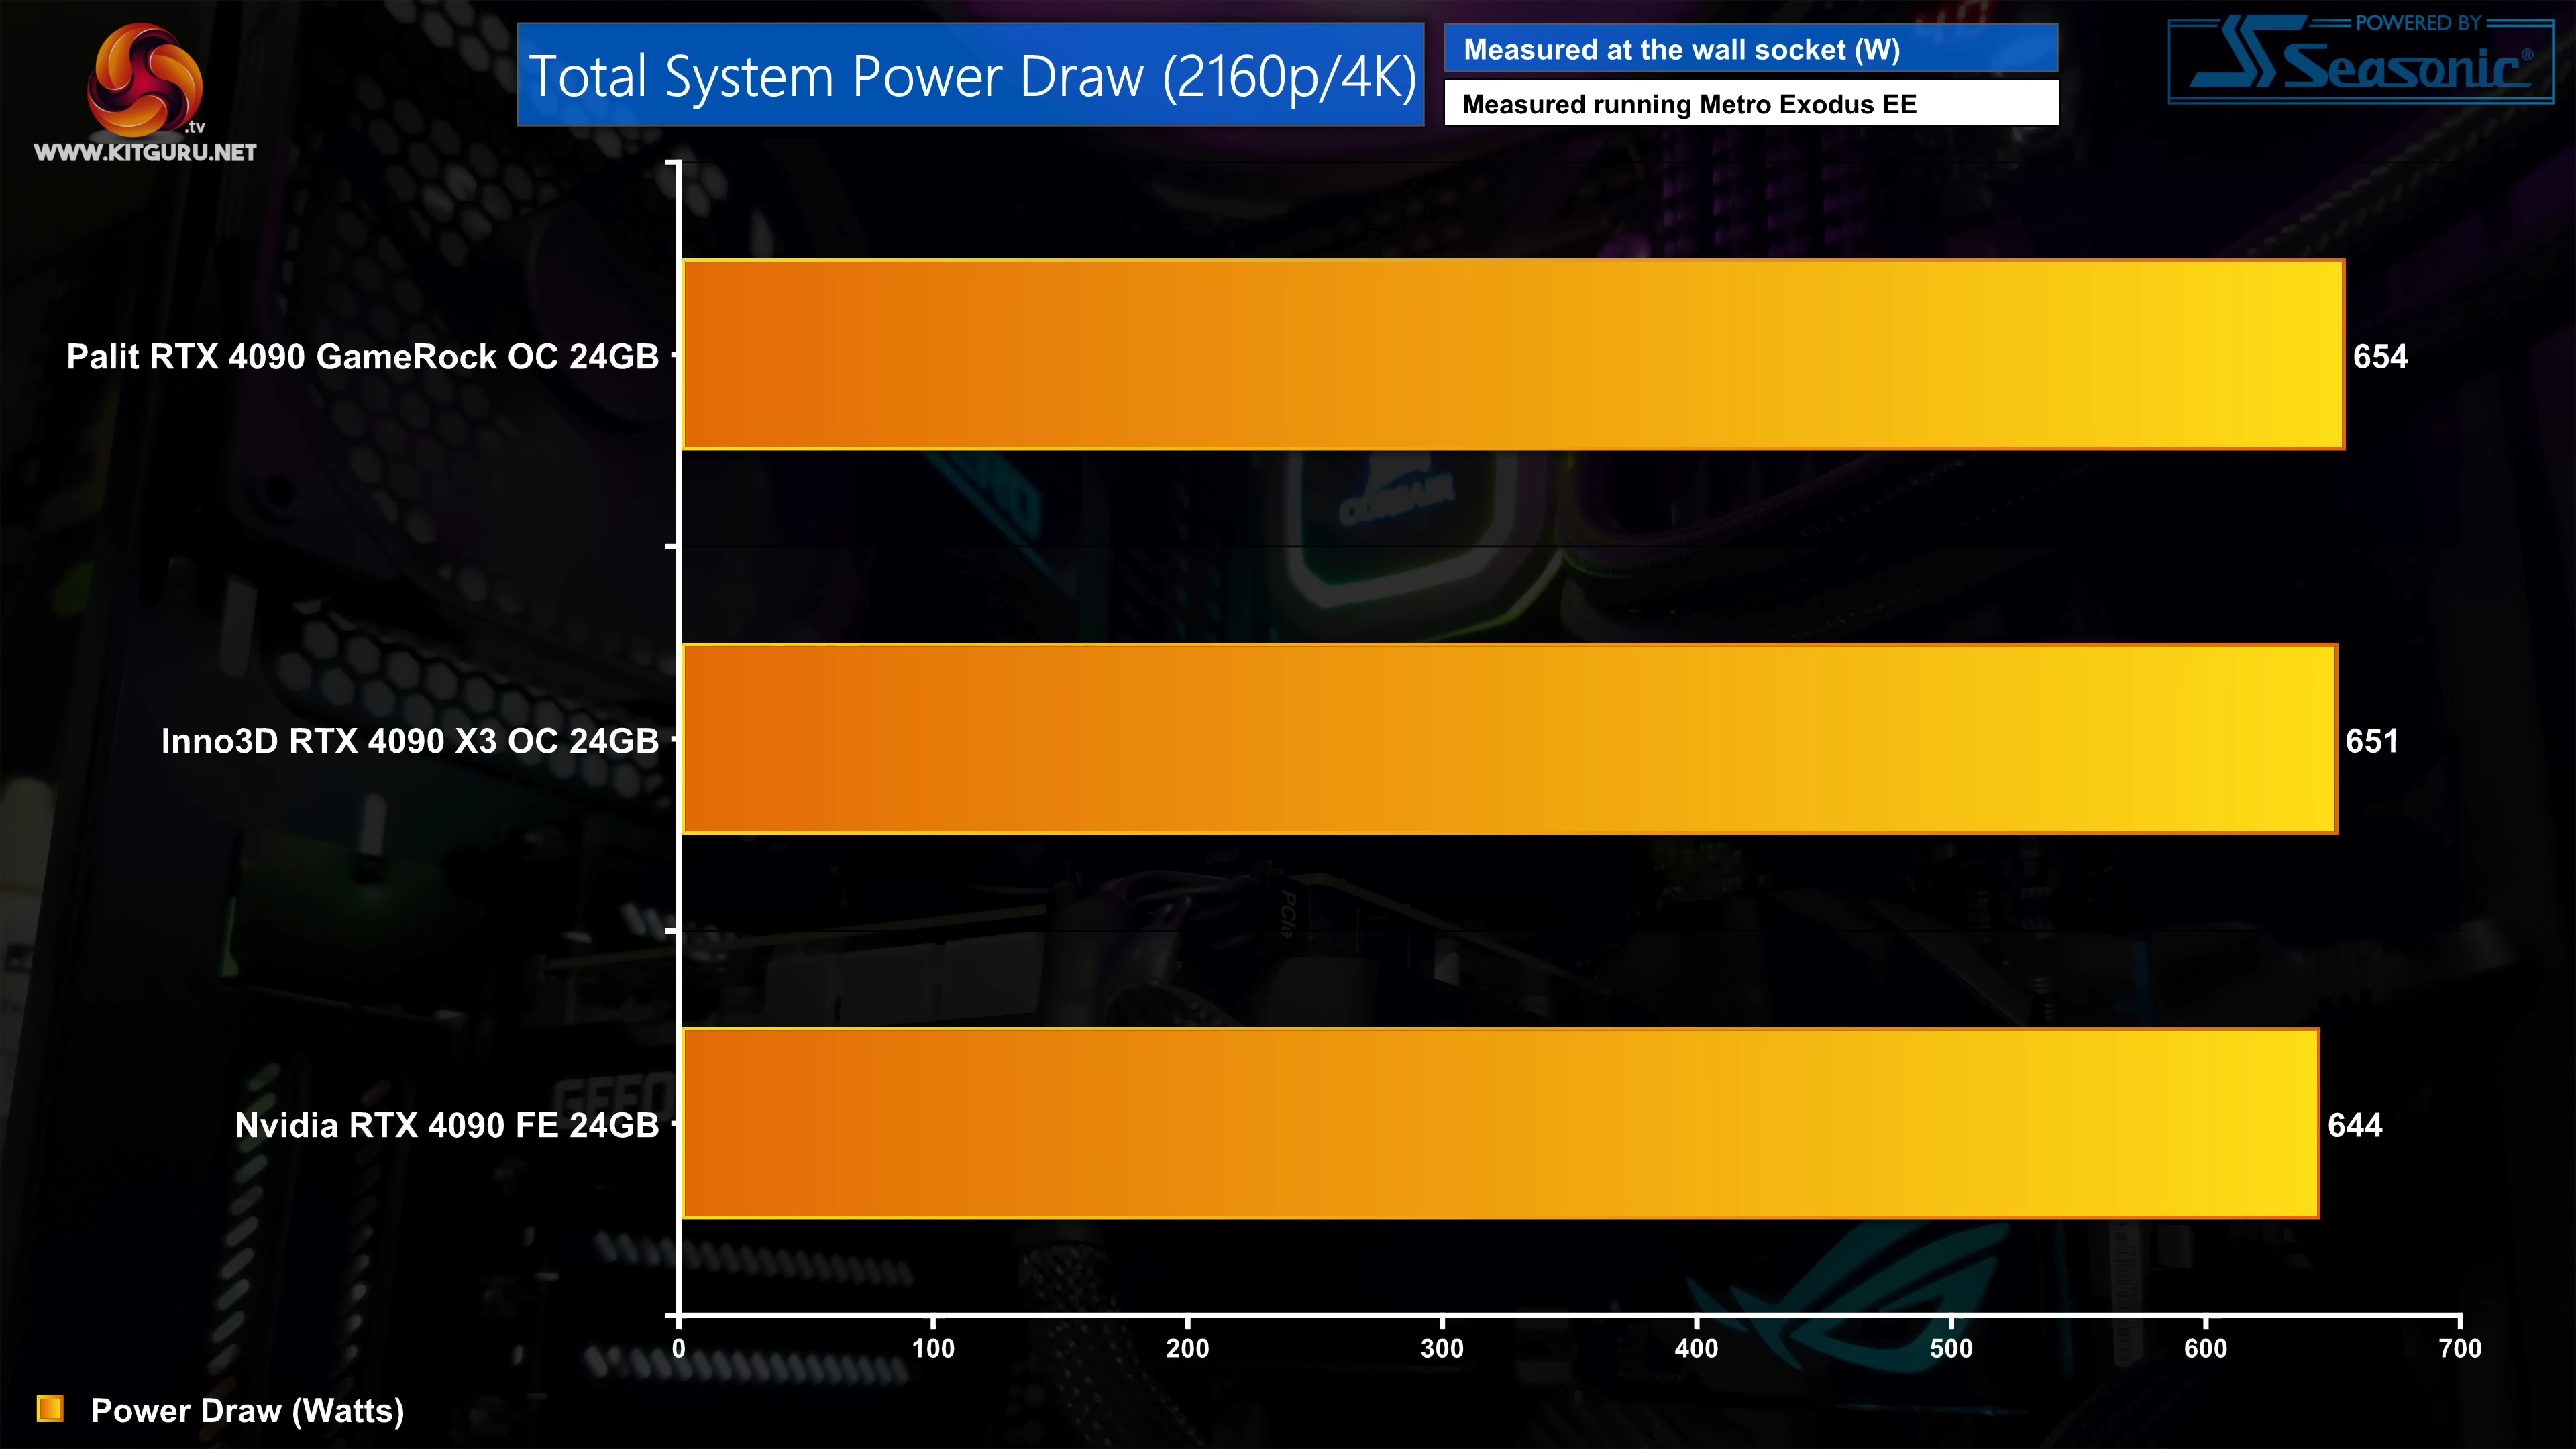 .tv
WWW.KITGURU.NET
Total System Power Draw (2160p/4K)
Measured at the wall socket (W)
Measured running Metro Exodus EE
POWERED BY
Seasonic®
Palit RTX 4090 GameRock OC 24GB
654
CORSAIR
Inno3D RTX 4090 X3 OC 24GB
651
PCIe
Nvidia RTX 4090 FE 24GB
644
0 100 200 300 400 500 600 700
Power Draw (Watts)